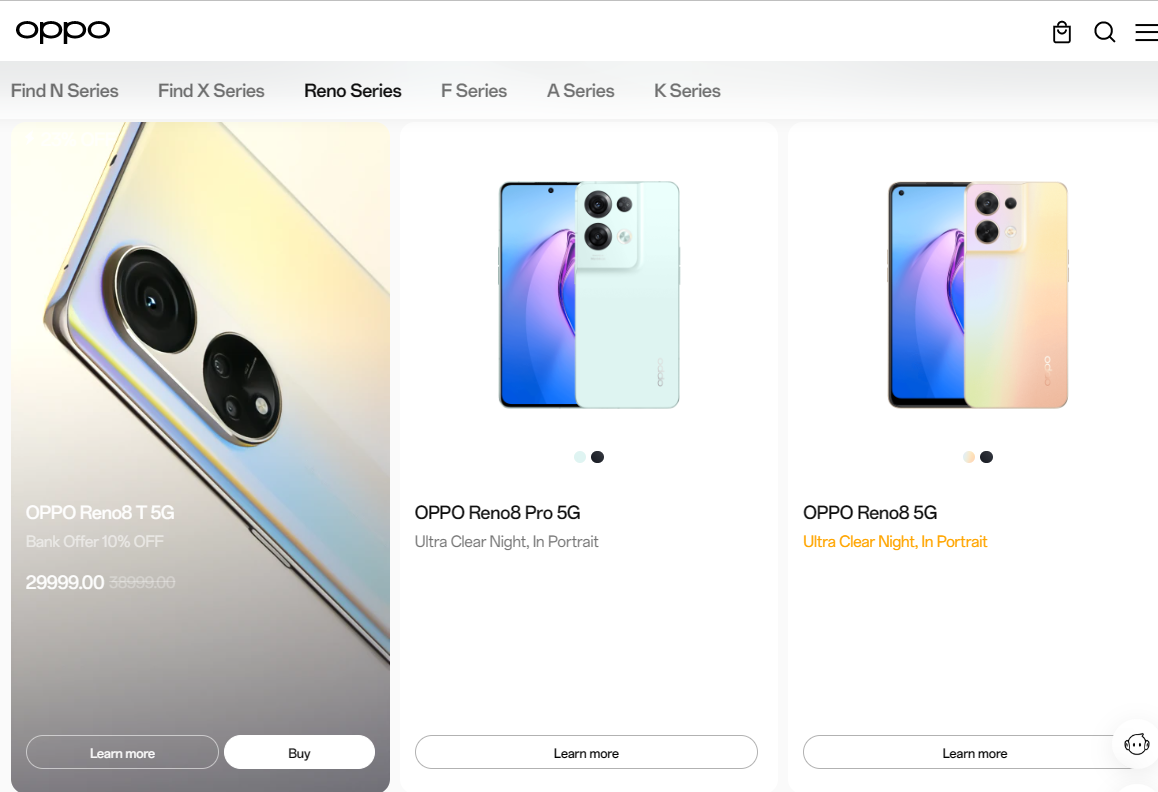 oppo
Find N Series Find X Series Reno Series F Series A Series K Series
OPPO Reno8 T 5G
Bank Offer 10% OFF
29999.00 38999.00
Learn more Buy
oppo
OPPO Reno8 Pro 5G
Ultra Clear Night, In Portrait
Learn more
oppo
OPPO Reno8 5G
Ultra Clear Night, In Portrait
Learn more